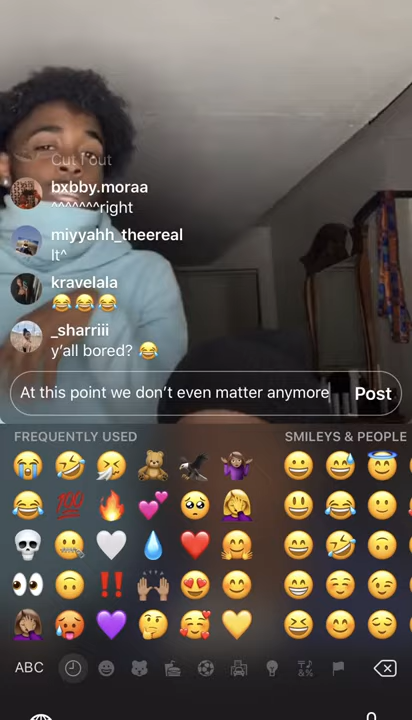 Cut l out
bxbby.moraa
^^^^^^^right
miyyahh_theereal
It^
kravelala
😂😂😂
_sharriii
y'all bored? 😂
At this point we don't even matter anymore Post
FREQUENTLY USED SMILEYS & PEOPLE
ABC